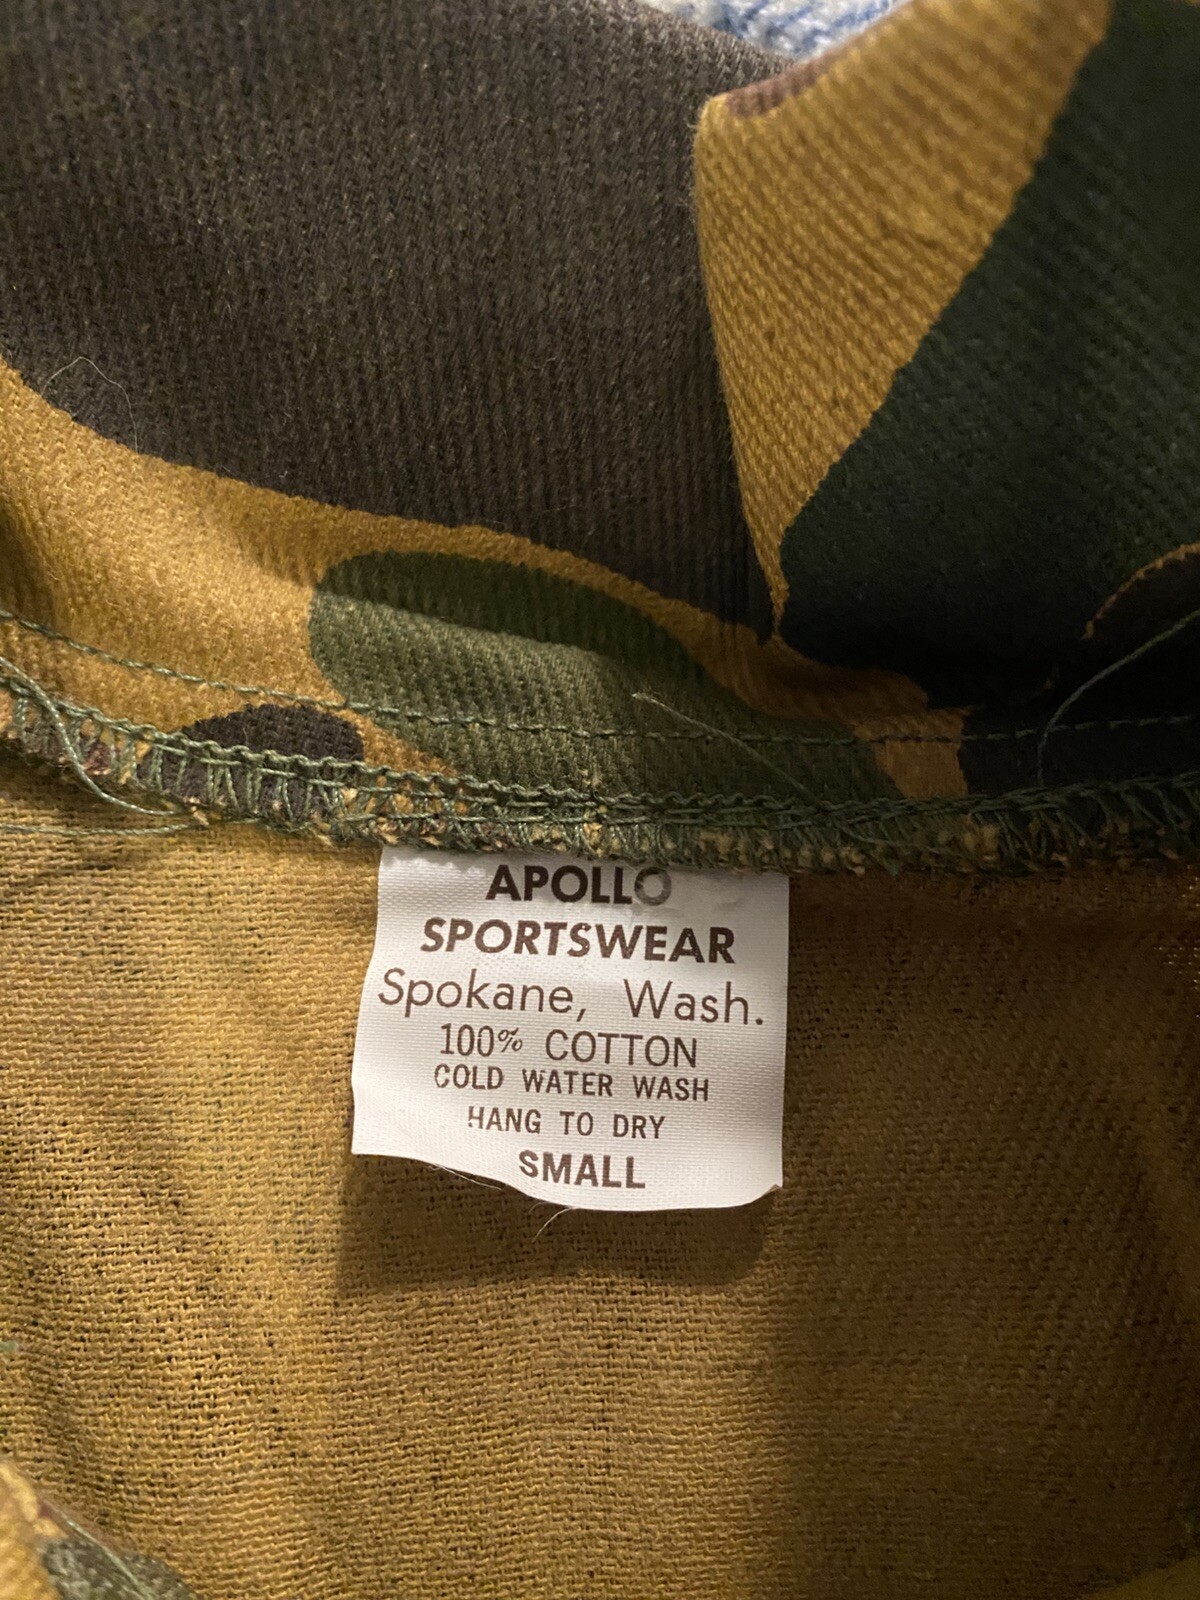 APOLLO
SPORTSWEAR
Spokane, Wash.
100% COTTON
COLD WATER WASH
HANG TO DRY
SMALL